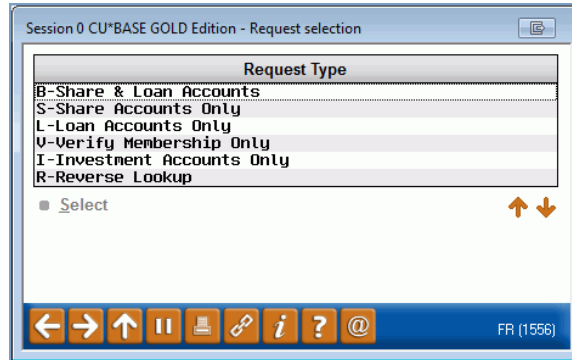 Session 0 CU*BASE GOLD Edition - Request selection
Request Type
B-Share & Loan Accounts
S-Share Accounts Only
L-Loan Accounts Only
V-Verify Membership Only
I-Investment Accounts Only
R-Reverse Lookup
Select
i ? @
FR (1556)